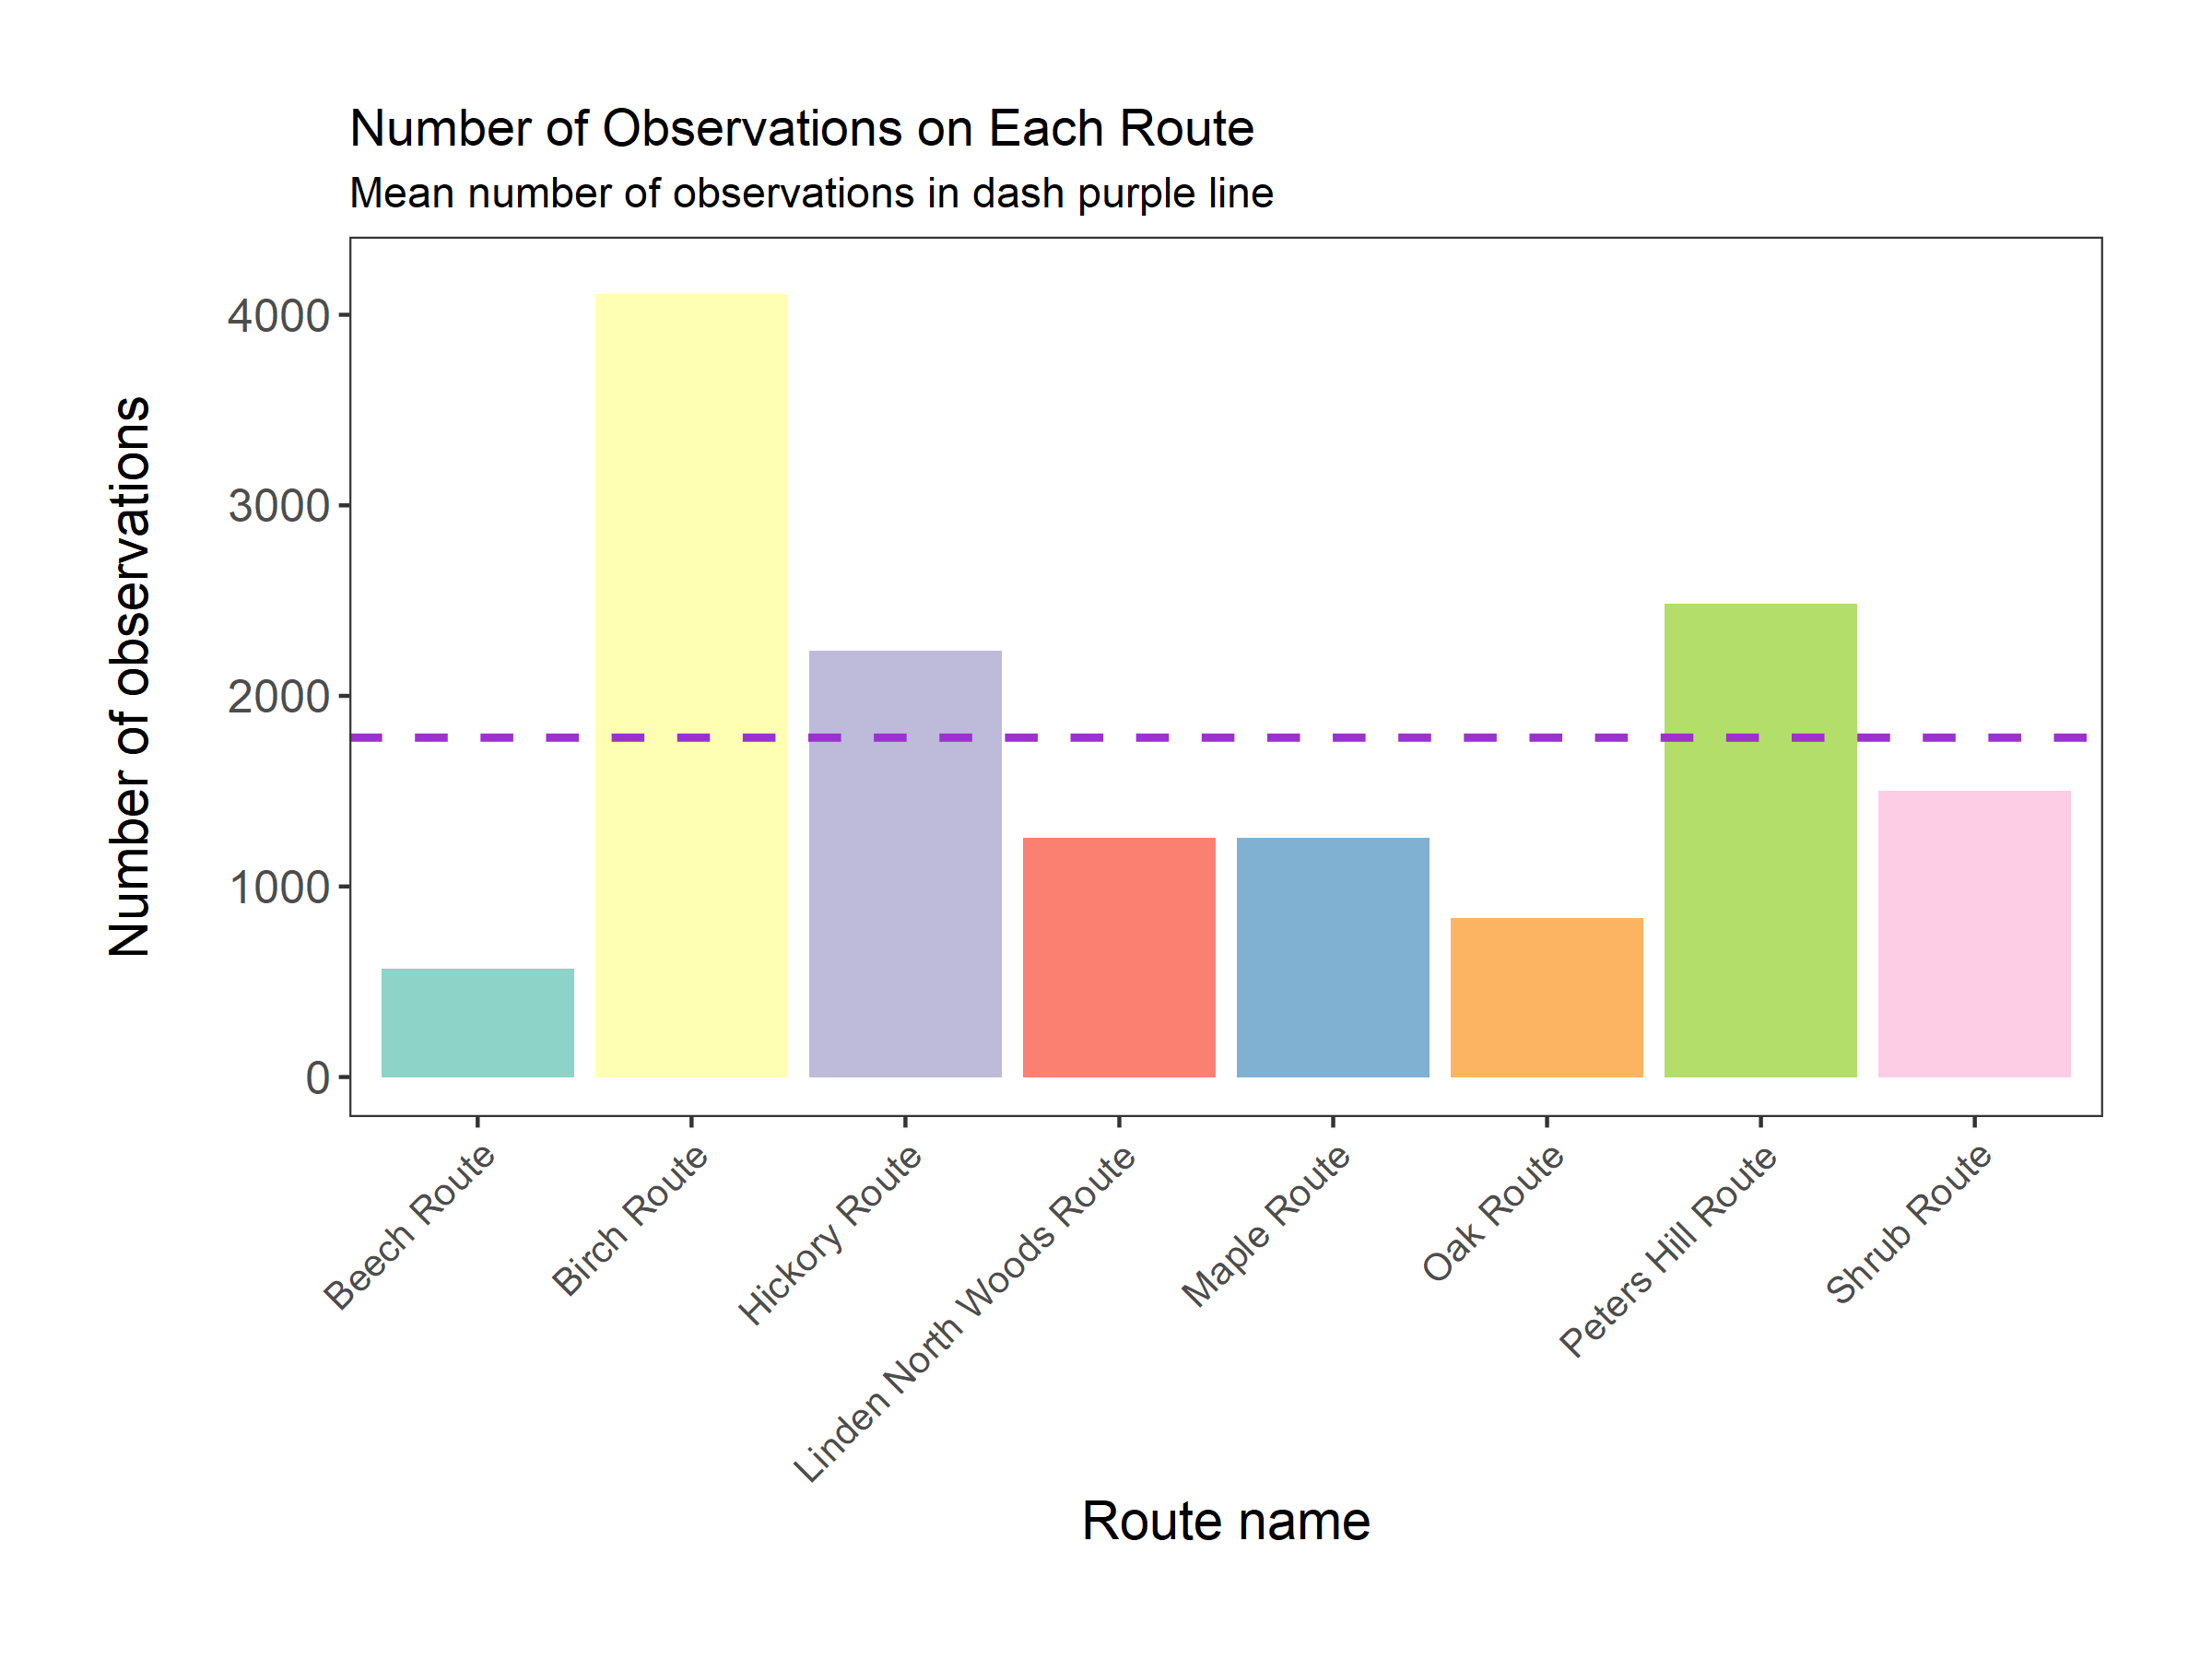 Number of Observations on Each Route
Mean number of observations in dash purple line
Number of observations
4000
3000
2000
1000
0
Beech Route
Birch Route
Hickory Route
Linden North Woods Route
Maple Route
Oak Route
Peters Hill Route
Shrub Route
Route name